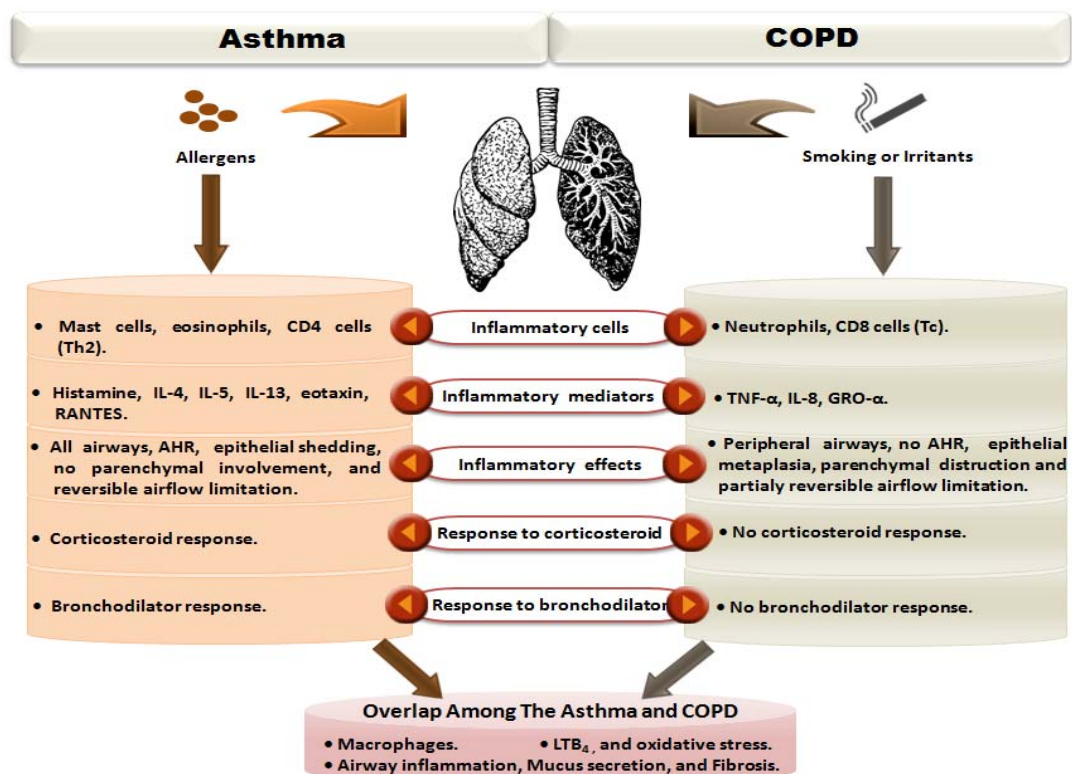 Asthma
COPD
Allergens
Smoking or Irritants
• Mast cells, eosinophils, CD4 cells
(Th2).
Inflammatory cells
• Neutrophils, CD8 cells (Tc).
• Histamine, IL-4, IL-5, IL-13, eotaxin,
RANTES.
Inflammatory mediators
• TNF-α, IL-8, GRO-α.
• All airways, AHR, epithelial shedding,
no parenchymal involvement, and
reversible airflow limitation.
Inflammatory effects
• Peripheral airways, no AHR, epithelial
metaplasia, parenchymal distruction and
partialy reversible airflow limitation.
• Corticosteroid response.
Response to corticosteroid
• No corticosteroid response.
• Bronchodilator response.
Response to bronchodilator
• No bronchodilator response.
Overlap Among The Asthma and COPD
• Macrophages. • LTB₄, and oxidative stress.
• Airway inflammation, Mucus secretion, and Fibrosis.